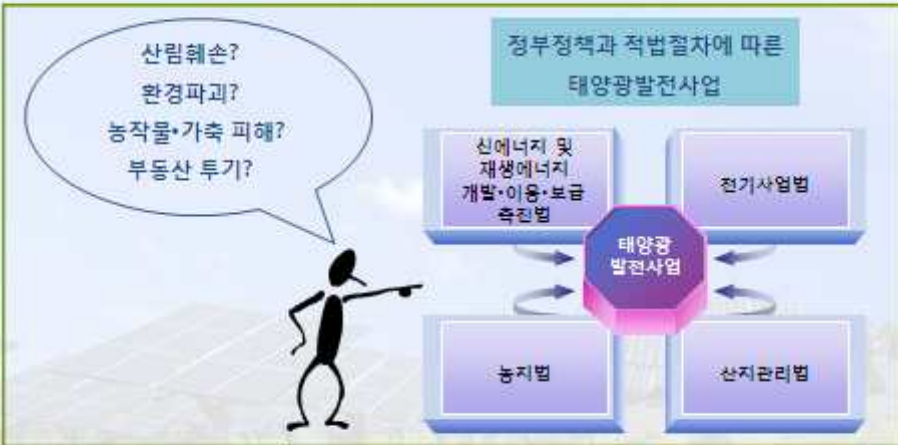 산림훼손?
환경파괴?
농작물•가축 피해?
부동산 투기?
정부정책과 적법절차에 따른
태양광발전사업
신에너지 및
재생에너지
개발•이용•보급
촉진법
전기사업법
태양광
발전사업
농지법
산지관리법